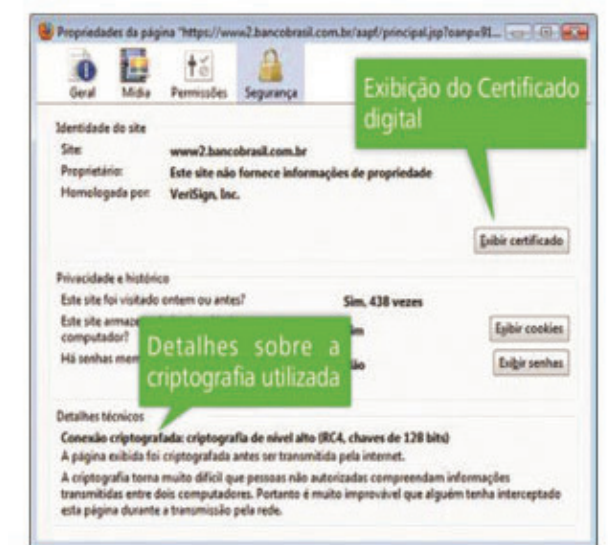 Propriedades da página "https://www2.bancobrasil.com.br/aapf/principal.jsp?oanp=91...
Geral Mídia Permissões Segurança
Exibição do Certificado
digital
Identidade do site
Site: www2.bancobrasil.com.br
Proprietário: Este site não fornece informações de propriedade
Homologada por: VeriSign, Inc.
Exibir certificado
Privacidade e histórico
Este site foi visitado ontem ou antes? Sim, 438 vezes
Este site
computador?
Exibir cookies
Há senhas
Exibir senhas
Detalhes sobre a
criptografia utilizada
Detalhes técnicos
Conexão criptografada: criptografia de nível alto (RC4, chaves de 128 bits)
A página exibida foi criptografada antes ser transmitida pela internet.
A criptografia torna muito difícil que pessoas não autorizadas compreendam informações
transmitidas entre dois computadores. Portanto é muito improvável que alguém tenha interceptado
esta página durante a transmissão pela rede.